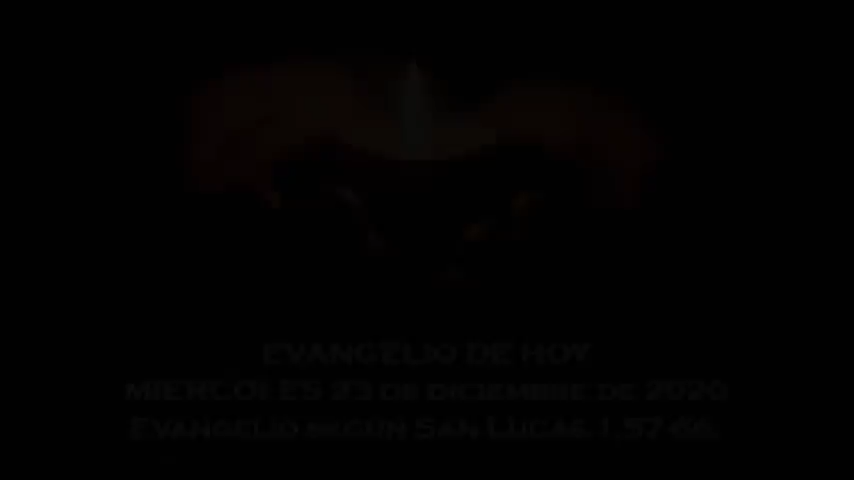 EVANGELIO DE HOY
MIERCOLES 23 DE DICIEMBRE DE 2020
EVANGELIO SEGUN SAN LUCAS 1,57-66.